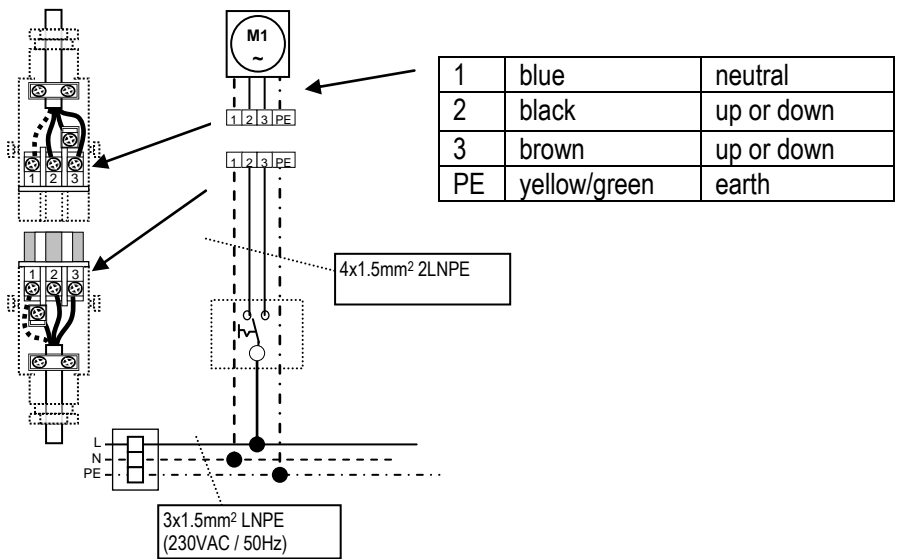 M1
~
1 2 3 PE
1 2 3 PE
1 2 3
1 2 3
1 blue neutral
2 black up or down
3 brown up or down
PE yellow/green earth
4x1.5mm² 2LNPE
L
N
PE
3x1.5mm² LNPE
(230VAC / 50Hz)